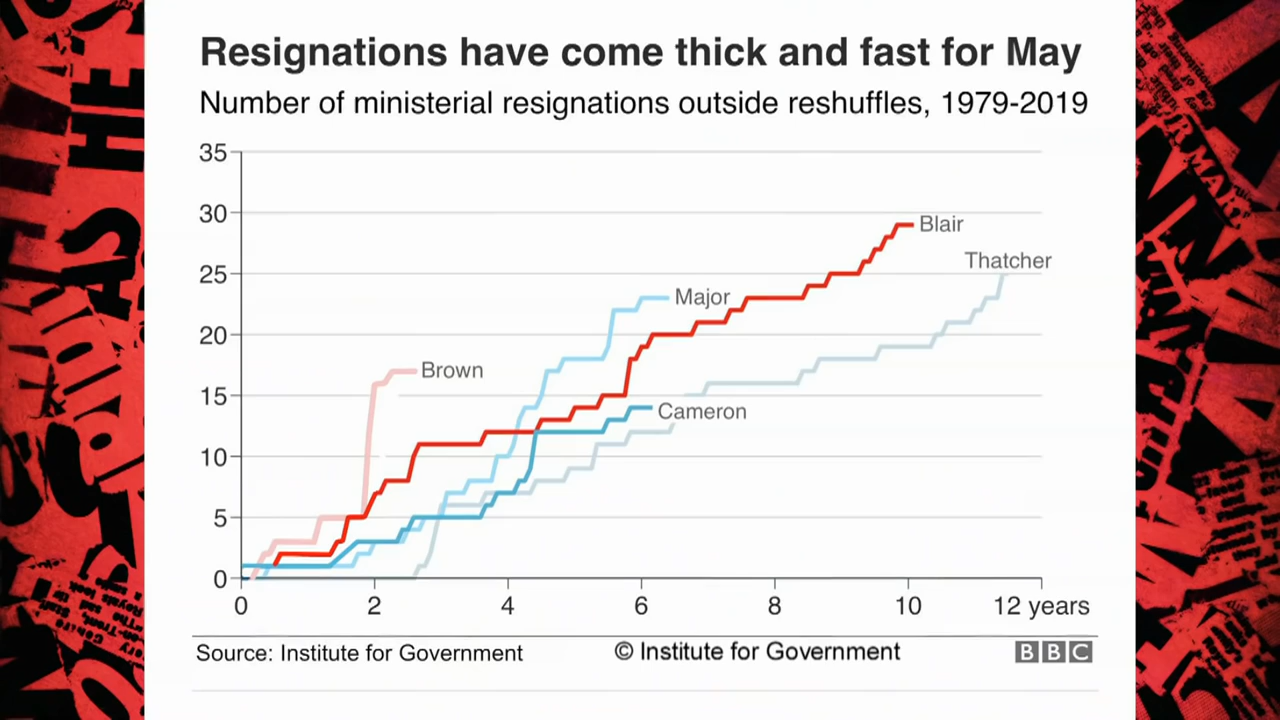 Resignations have come thick and fast for May
Number of ministerial resignations outside reshuffles, 1979-2019
35
30
25
20
15
10
5
0
Blair
Thatcher
Major
Brown
Cameron
0 2 4 6 8 10 12 years
Source: Institute for Government © Institute for Government BBC
HE
AS